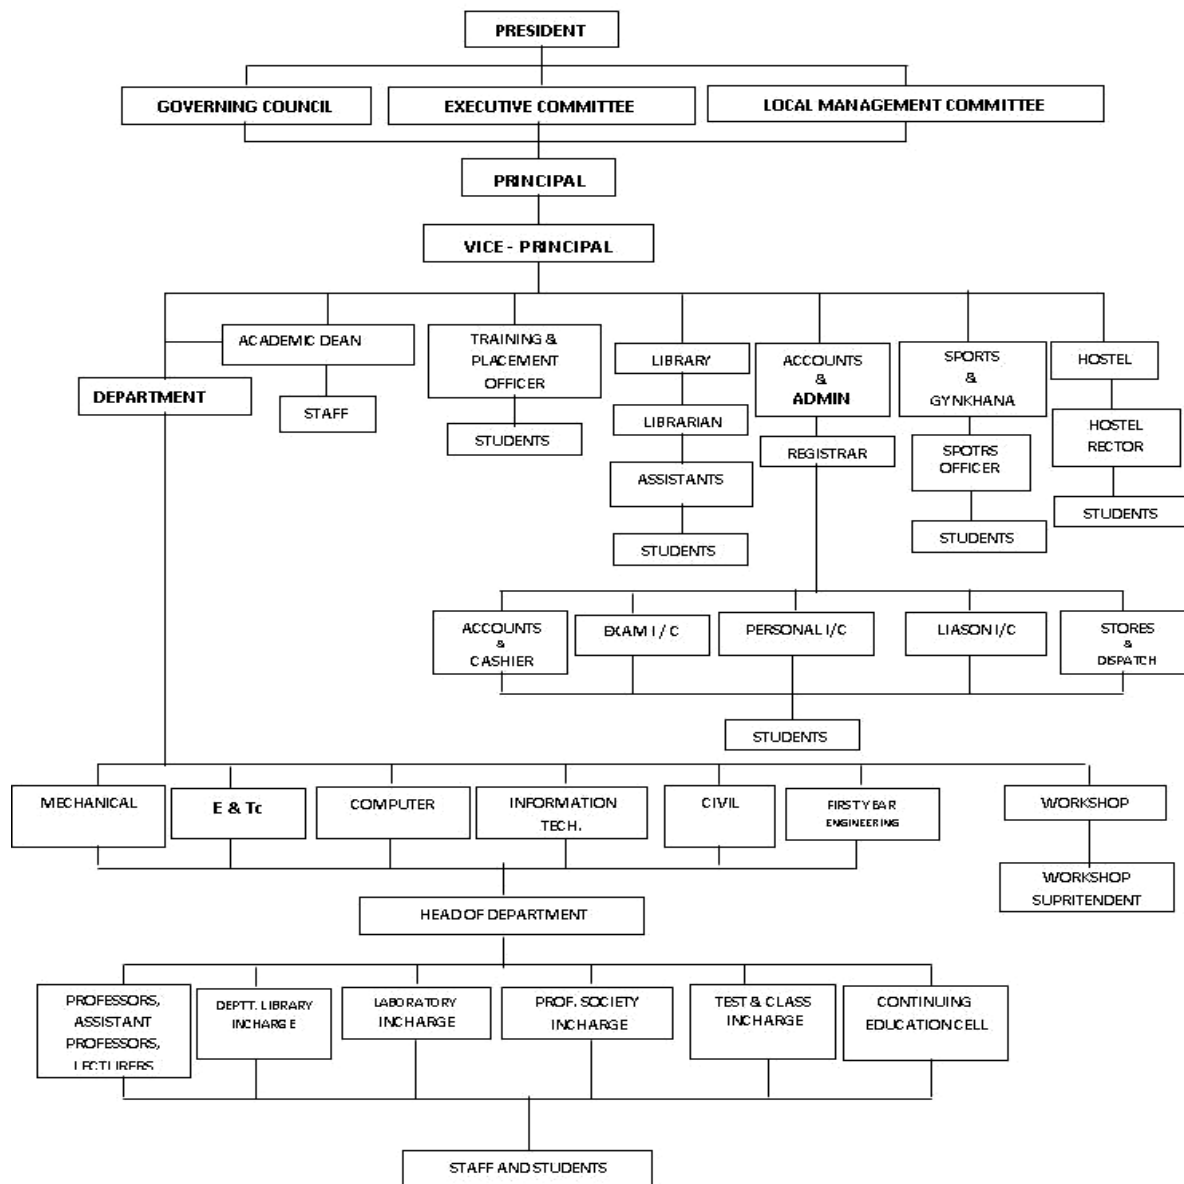 PRESIDENT
GOVERNING COUNCIL
EXECUTIVE COMMITTEE
LOCAL MANAGEMENT COMMITTEE
PRINCIPAL
VICE - PRINCIPAL
ACADEMIC DEAN
STAFF
DEPARTMENT
TRAINING &
PLACEMENT
OFFICER
STUDENTS
LIBRARY
LIBRARIAN
ASSISTANTS
STUDENTS
ACCOUNTS
&
ADMIN
REGISTRAR
SPORTS
&
GYNKHANA
SPOTRS
OFFICER
STUDENTS
HOSTEL
HOSTEL
RECTOR
STUDENTS
ACCOUNTS
&
CASHIER
EXAM I / C
PERSONAL I/C
LIASON I/C
STORES
&
DISPATCH
STUDENTS
MECHANICAL
E & Tc
COMPUTER
INFORMATION
TECH.
CIVIL
FIRST YEAR
ENGINEERING
WORKSHOP
WORKSHOP
SUPRITENDENT
HEAD OF DEPARTMENT
PROFESSORS,
ASSISTANT
PROFESSORS,
LECTURERS
DEPTT. LIBRARY
INCHARGE
LABORATORY
INCHARGE
PROF. SOCIETY
INCHARGE
TEST & CLASS
INCHARGE
CONTINUING
EDUCATION CELL
STAFF AND STUDENTS